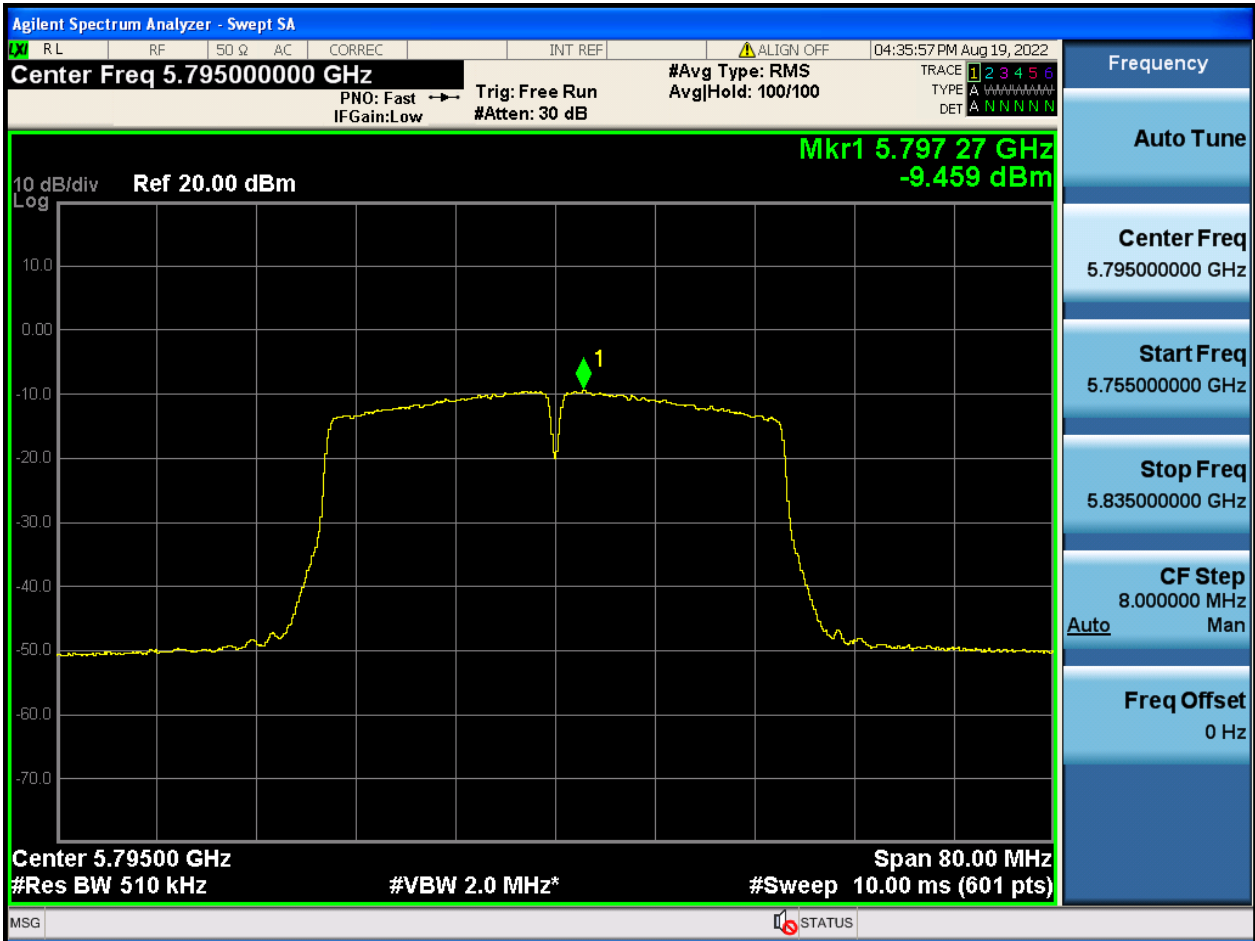 Agilent Spectrum Analyzer - Swept SA
LXI RL RF 50 Ω AC CORREC INT REF ALIGN OFF 04:35:57 PM Aug 19, 2022
Center Freq 5.795000000 GHz
PNO: Fast
IFGain:Low
Trig: Free Run
#Atten: 30 dB
#Avg Type: RMS
Avg|Hold: 100/100
TRACE 1 2 3 4 5 6
TYPE A WWWWWW
DET A N N N N N
Mkr1 5.797 27 GHz
-9.459 dBm
10 dB/div Ref 20.00 dBm
Log
10.0
0.00
-10.0
-20.0
-30.0
-40.0
-50.0
-60.0
-70.0
1
Center 5.79500 GHz Span 80.00 MHz
#Res BW 510 kHz #VBW 2.0 MHz* #Sweep 10.00 ms (601 pts)
MSG STATUS
Frequency
Auto Tune
Center Freq
5.795000000 GHz
Start Freq
5.755000000 GHz
Stop Freq
5.835000000 GHz
CF Step
8.000000 MHz
Auto Man
Freq Offset
0 Hz